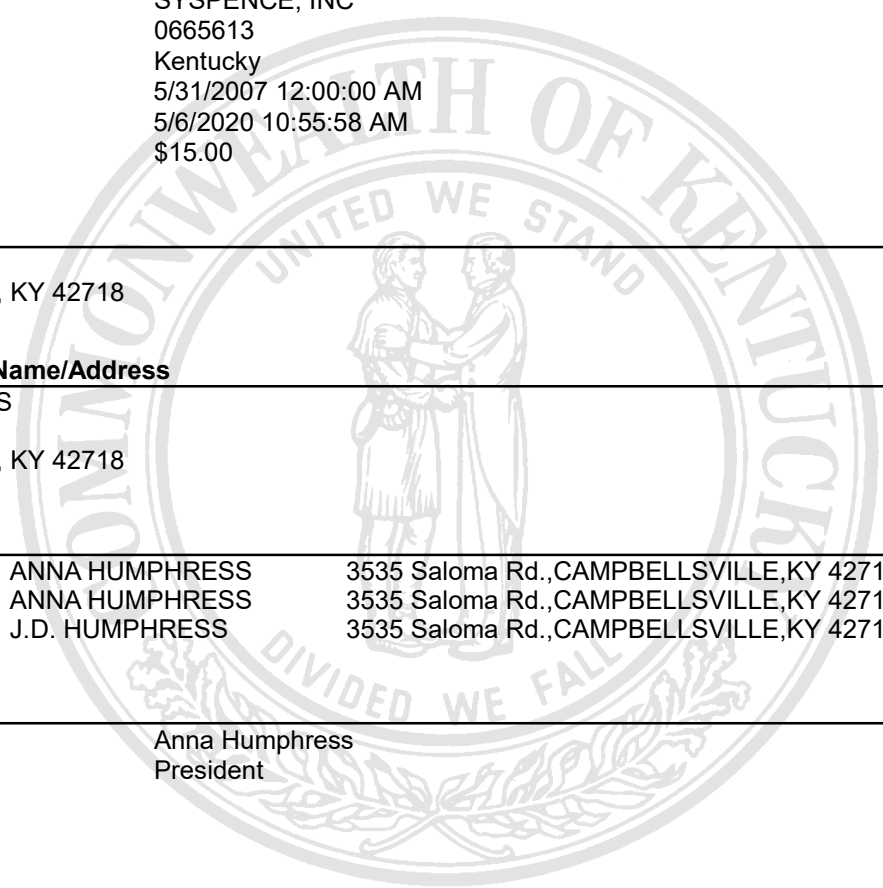 SYSPENCE, INC
0665613
Kentucky
5/31/2007 12:00:00 AM
5/6/2020 10:55:58 AM
$15.00
COMMONWEALTH OF KENTUCKY
UNITED WE STAND
, KY 42718
Name/Address
S
, KY 42718
ANNA HUMPHRESS 3535 Saloma Rd.,CAMPBELLSVILLE,KY 4271
ANNA HUMPHRESS 3535 Saloma Rd.,CAMPBELLSVILLE,KY 4271
J.D. HUMPHRESS 3535 Saloma Rd.,CAMPBELLSVILLE,KY 4271
DIVIDED WE FALL
Anna Humphress
President